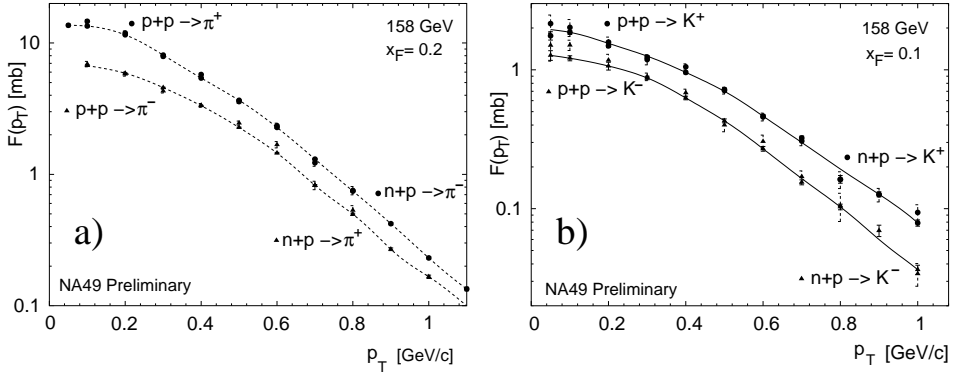 p+p –>π⁺
158 GeV
x_F= 0.2
10
F(p_T) [mb]
p+p –>π⁻
1
n+p –>π⁻
a)
n+p –>π⁺
NA49 Preliminary
0.1
0 0.2 0.4 0.6 0.8 1
p_T [GeV/c]
p+p –> K⁺
158 GeV
x_F= 0.1
1
F(p_T) [mb]
p+p –> K⁻
n+p –> K⁺
0.1
b)
n+p –> K⁻
NA49 Preliminary
0 0.2 0.4 0.6 0.8 1
p_T [GeV/c]